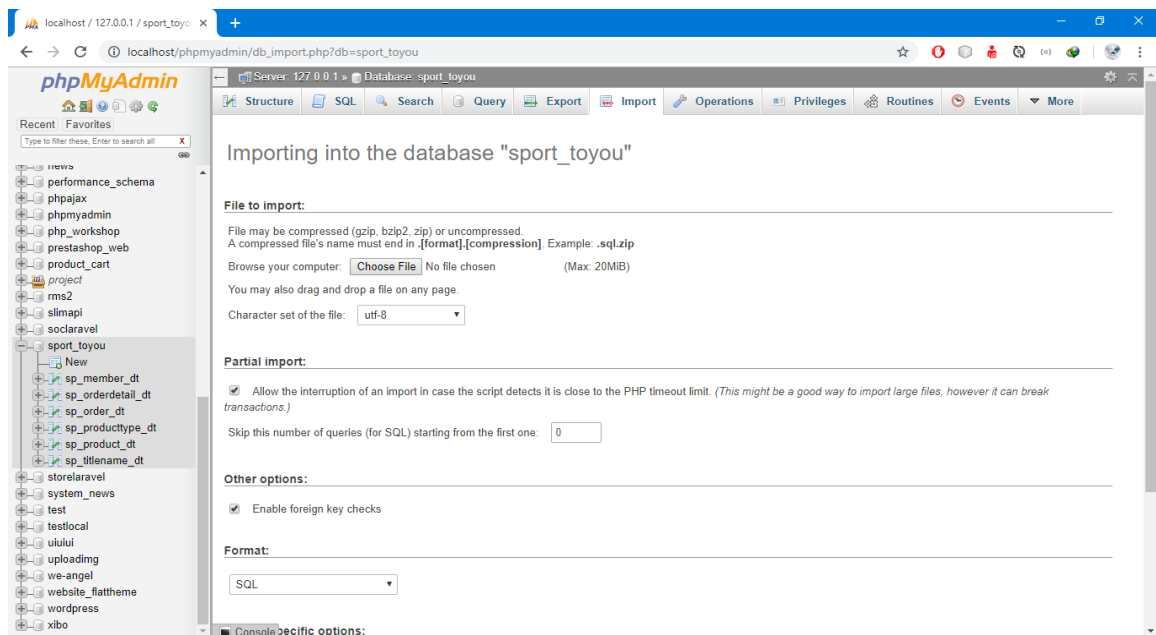 localhost / 127.0.0.1 / sport_toyo
localhost/phpmyadmin/db_import.php?db=sport_toyou
phpMyAdmin
Recent Favorites
Type to filter these, Enter to search all X
news
performance_schema
phpajax
phpmyadmin
php_workshop
prestashop_web
product_cart
project
rms2
slimapi
soclaravel
sport_toyou
New
sp_member_dt
sp_orderdetail_dt
sp_order_dt
sp_producttype_dt
sp_product_dt
sp_titlename_dt
storelaravel
system_news
test
testlocal
uiuiui
uploadimg
we-angel
website_flattheme
wordpress
xibo
Server: 127.0.0.1 » Database: sport_toyou
Structure SQL Search Query Export Import Operations Privileges Routines Events More
Importing into the database "sport_toyou"
File to import:
File may be compressed (gzip, bzip2, zip) or uncompressed.
A compressed file's name must end in .[format].[compression]. Example: .sql.zip
Browse your computer: Choose File No file chosen (Max: 20MiB)
You may also drag and drop a file on any page.
Character set of the file: utf-8
Partial import:
Allow the interruption of an import in case the script detects it is close to the PHP timeout limit. (This might be a good way to import large files, however it can break
transactions.)
Skip this number of queries (for SQL) starting from the first one: 0
Other options:
Enable foreign key checks
Format:
SQL
Console pecific options: